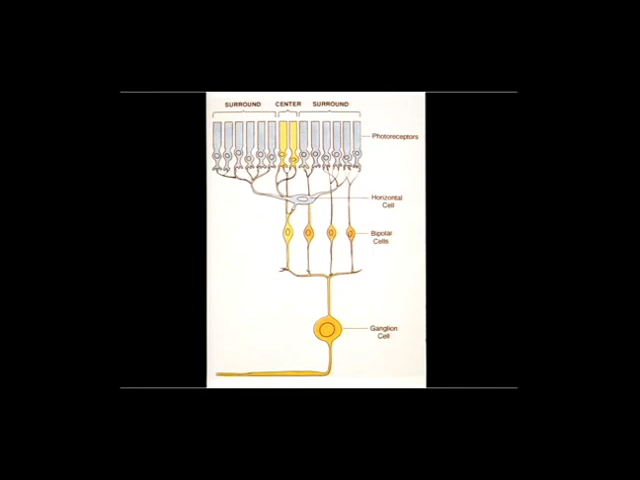 SURROUND CENTER SURROUND
Photoreceptors
Horizontal
Cell
Bipolar
Cells
Ganglion
Cell